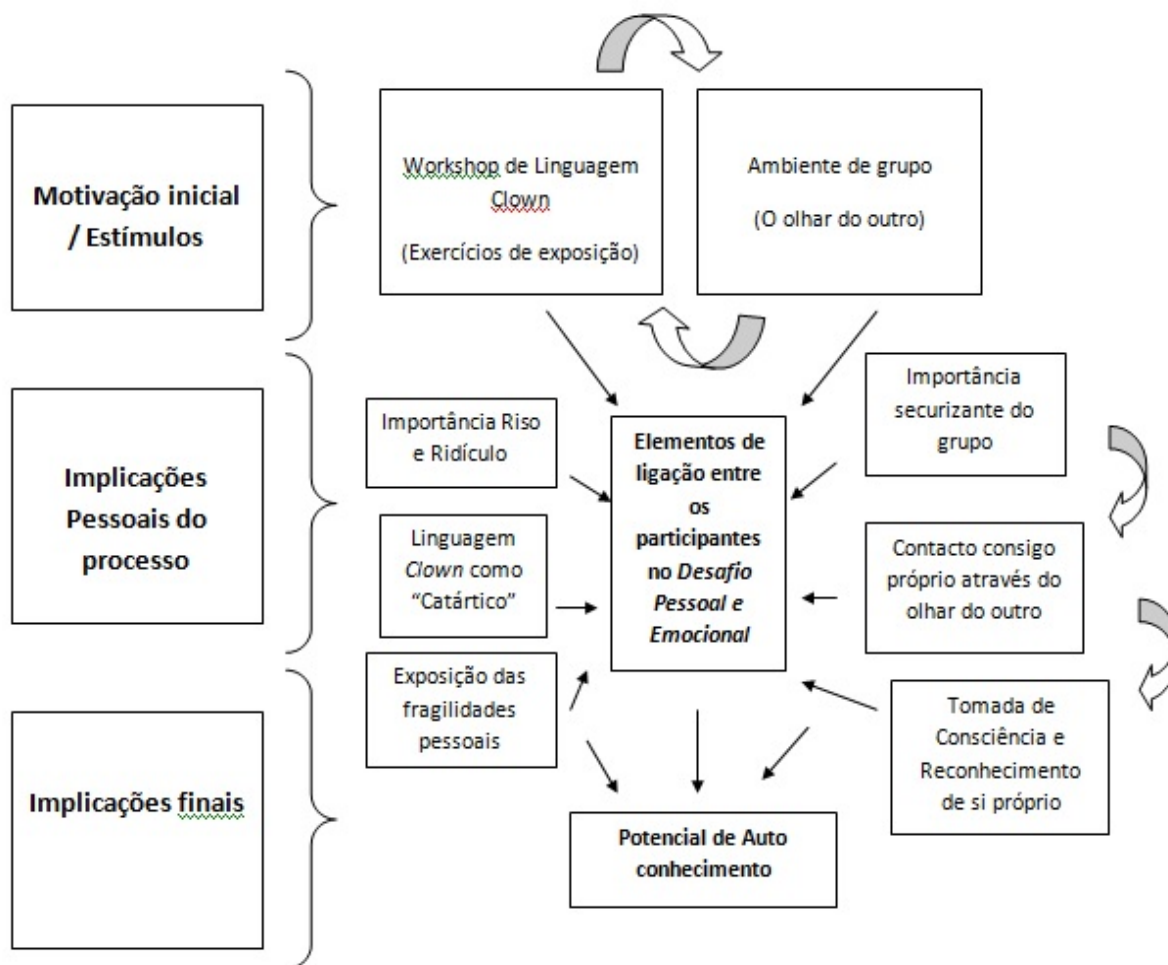 Motivação inicial
/ Estímulos
Workshop de Linguagem
Clown
(Exercícios de exposição)
Ambiente de grupo
(O olhar do outro)
Implicações
Pessoais do
processo
Importância Riso
e Ridículo
Linguagem
Clown como
“Catártico”
Exposição das
fragilidades
pessoais
Elementos de
ligação entre
os
participantes
no Desafio
Pessoal e
Emocional
Importância
securizante do
grupo
Contacto consigo
próprio através do
olhar do outro
Tomada de
Consciência e
Reconhecimento
de si próprio
Implicações finais
Potencial de Auto
conhecimento